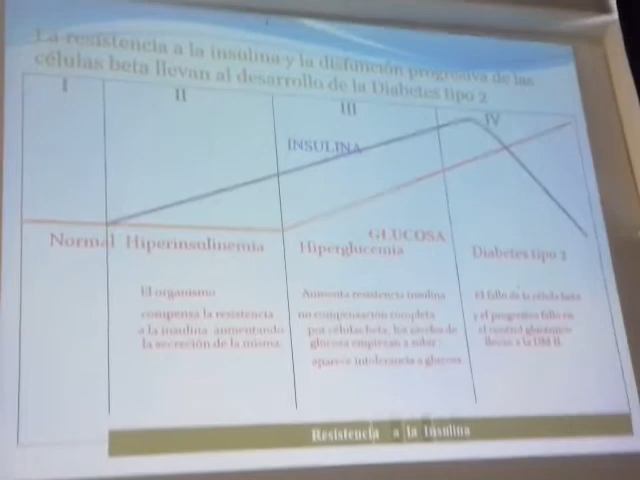 La resistencia a la insulina y la disfunción progresiva de las
células beta llevan al desarrollo de la Diabetes tipo 2
I
II
III
IV
INSULINA
GLUCOSA
Normal
Hiperinsulinemia
Hiperglucemia
Diabetes tipo 2
El organismo
compensa la resistencia
a la insulina aumentando
la secreción de la misma.
Aumenta resistencia insulina
no compensación completa
por células beta, los niveles de
glucosa empiezan a subir
aparece intolerancia a glucosa
El fallo de la célula beta
y el progresivo fallo en
el control glucémico
llevan a la DM II.
Resistencia a la Insulina